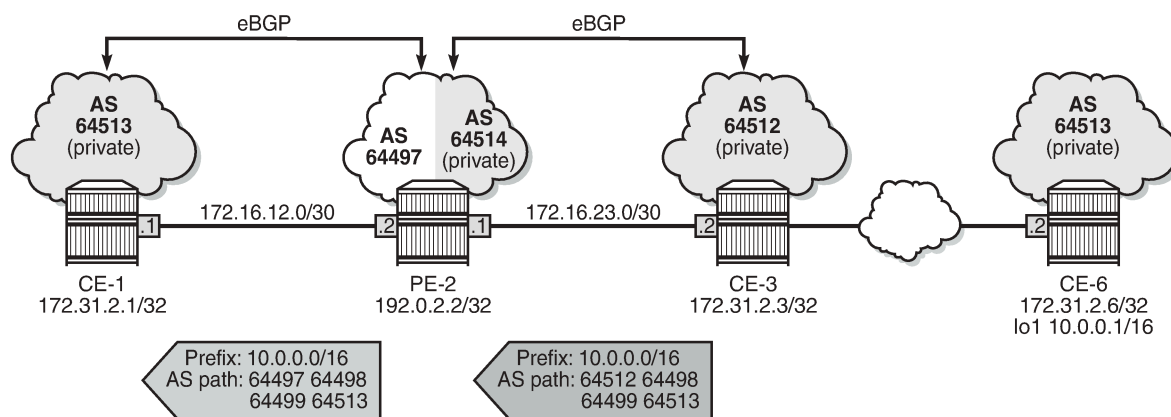 eBGP
eBGP
AS
64513
(private)
AS
64497
AS
64514
(private)
AS
64512
(private)
AS
64513
(private)
172.16.12.0/30
172.16.23.0/30
.1
.2
.1
.2
.2
CE-1
172.31.2.1/32
PE-2
192.0.2.2/32
CE-3
172.31.2.3/32
CE-6
172.31.2.6/32
lo1 10.0.0.1/16
Prefix: 10.0.0.0/16
AS path: 64497 64498
64499 64513
Prefix: 10.0.0.0/16
AS path: 64512 64498
64499 64513